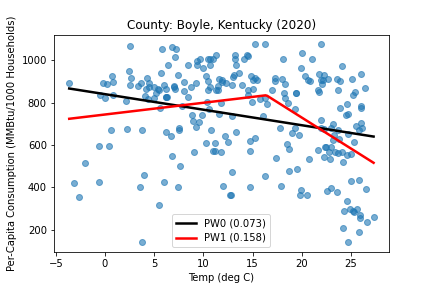 County: Boyle, Kentucky (2020)
Per-Capita Consumption (MMBtu/1000 Households)
1000
800
600
400
200
PW0 (0.073)
PW1 (0.158)
−5 0 5 10 15 20 25
Temp (deg C)